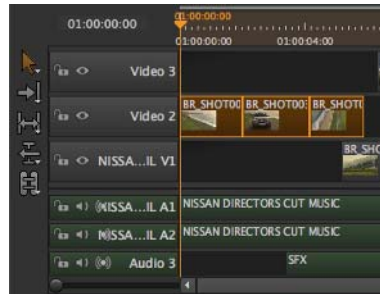 01:00:00:00 01:00:00:00
01:00:00:00 01:00:04:00
Video 3
Video 2 BR_SHOT00 BR_SHOT00 BR_SHOT
NISSA...IL V1 BR_SHO
NISSA...IL A1 NISSAN DIRECTORS CUT MUSIC
NISSA...IL A2 NISSAN DIRECTORS CUT MUSIC
Audio 3 SFX